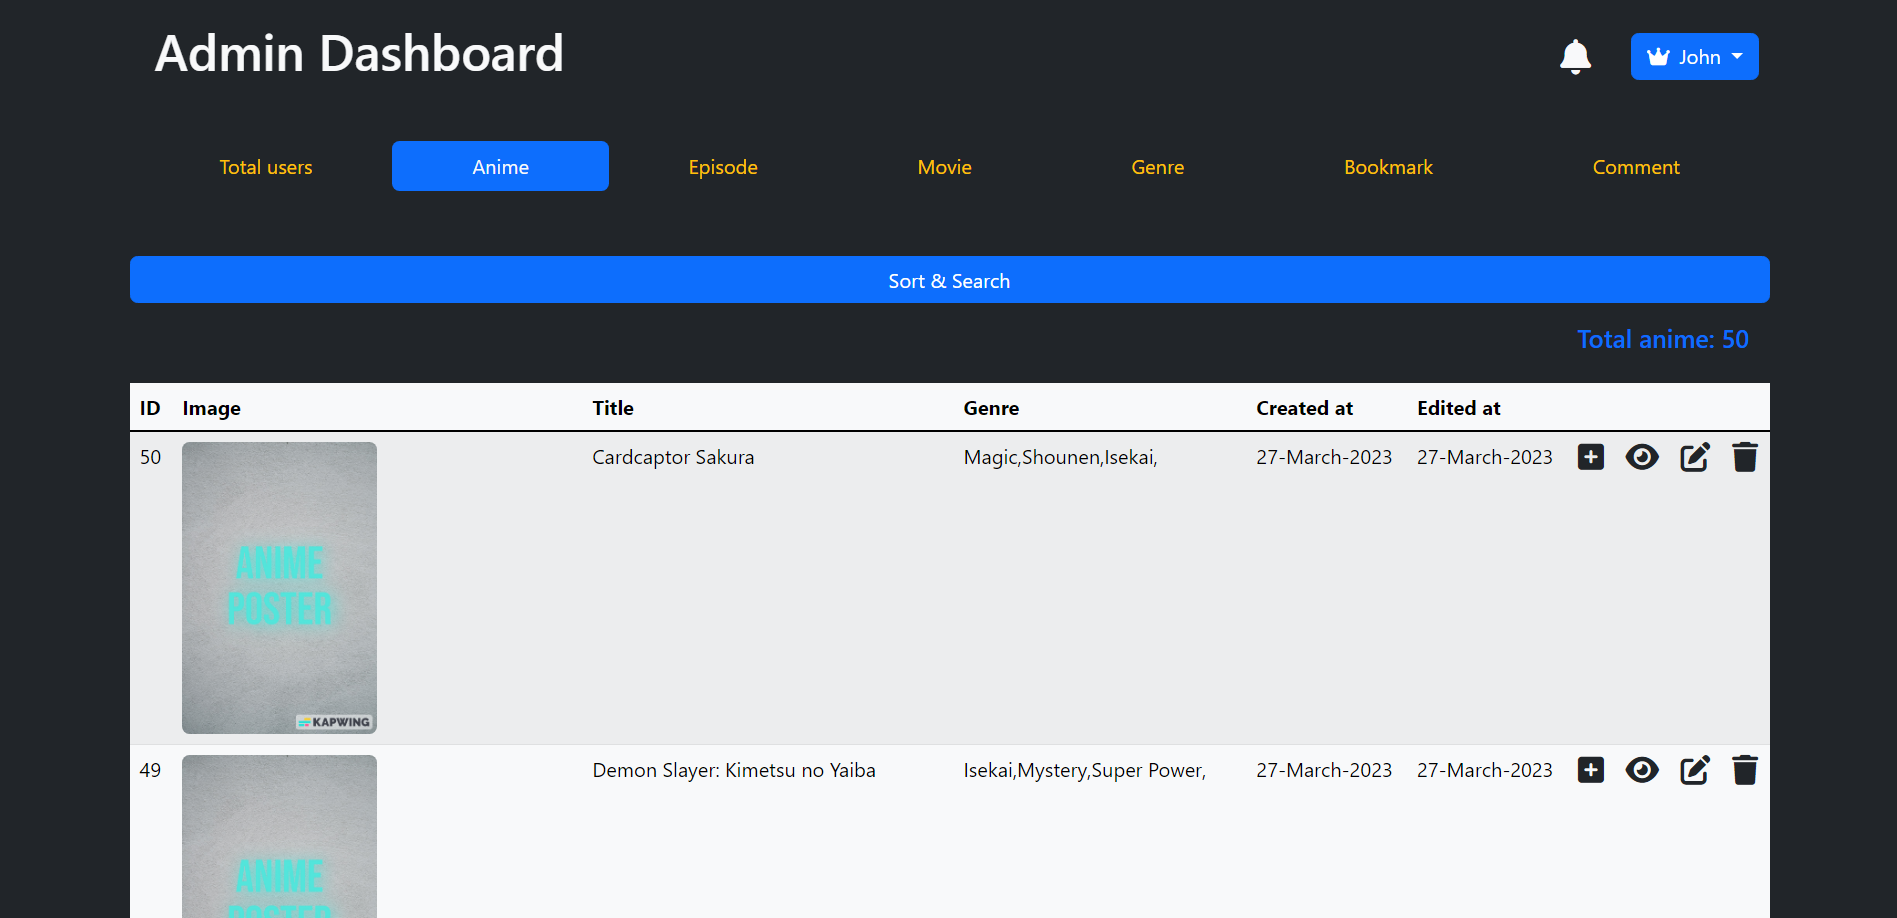 Admin Dashboard
John
Total users Anime Episode Movie Genre Bookmark Comment
Sort & Search
Total anime: 50
ID Image Title Genre Created at Edited at
50 Cardcaptor Sakura Magic,Shounen,Isekai, 27-March-2023 27-March-2023
ANIME
POSTER
KAPWING
49 Demon Slayer: Kimetsu no Yaiba Isekai,Mystery,Super Power, 27-March-2023 27-March-2023
ANIME
POSTER